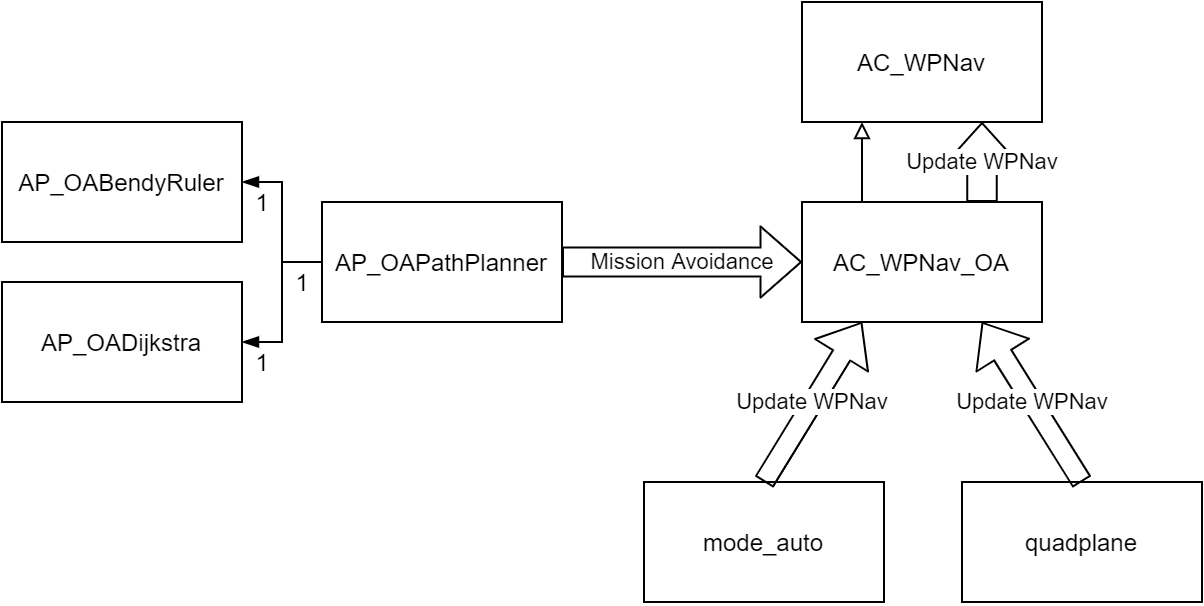 AC_WPNav
Update WPNav
AP_OABendyRuler
1
AP_OAPathPlanner
Mission Avoidance
AC_WPNav_OA
1
AP_OADijkstra
1
Update WPNav
Update WPNav
mode_auto
quadplane